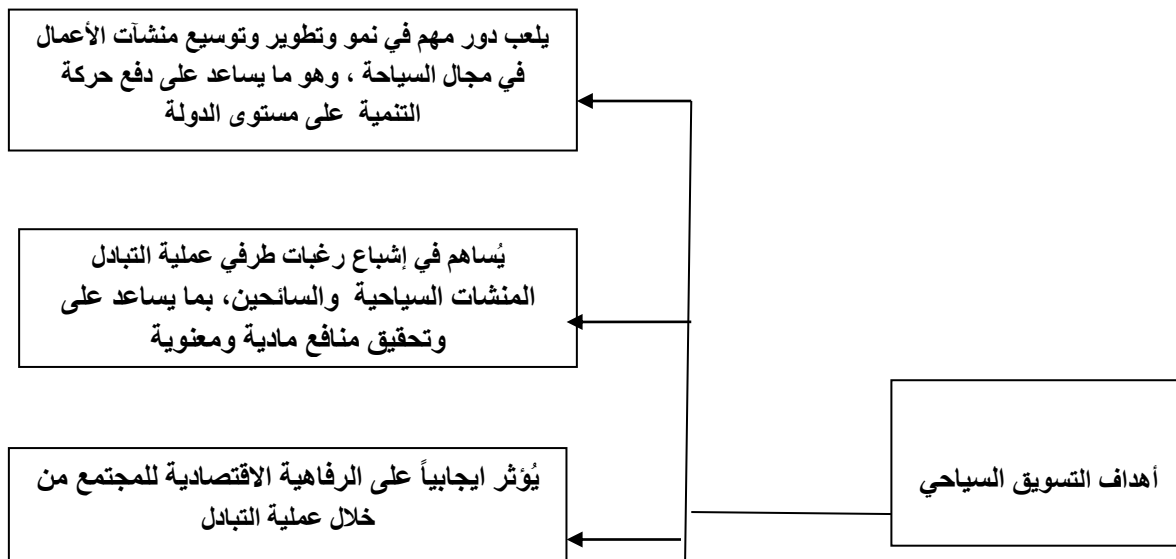 يلعب دور مهم في نمو وتطوير وتوسيع منشآت الأعمال
في مجال السياحة ، وهو ما يساعد على دفع حركة
التنمية على مستوى الدولة
يُساهم في إشباع رغبات طرفي عملية التبادل
المنشات السياحية والسائحين، بما يساعد على
وتحقيق منافع مادية ومعنوية
أهداف التسويق السياحي
يُؤثر ايجابياً على الرفاهية الاقتصادية للمجتمع من
خلال عملية التبادل